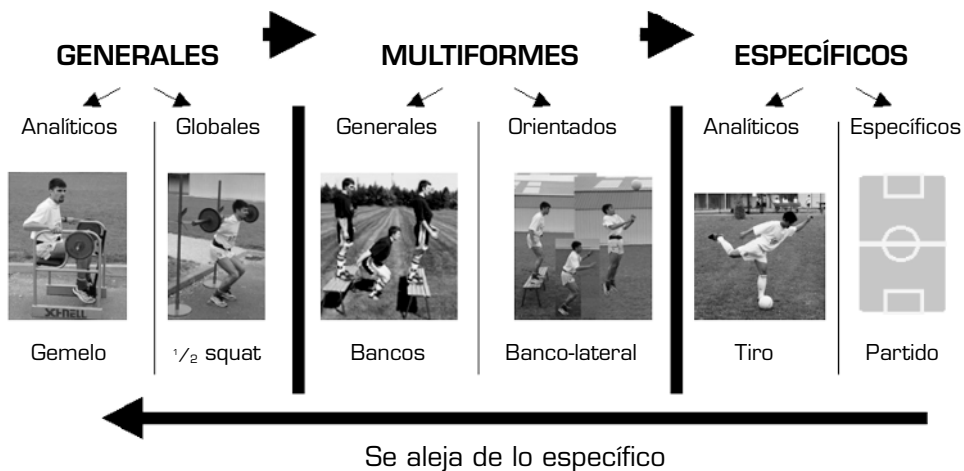 GENERALES
MULTIFORMES
ESPECÍFICOS
Analíticos
Globales
Generales
Orientados
Analíticos
Específicos
SCHNELL
Gemelo
1/2 squat
Bancos
Banco-lateral
Tiro
Partido
Se aleja de lo específico